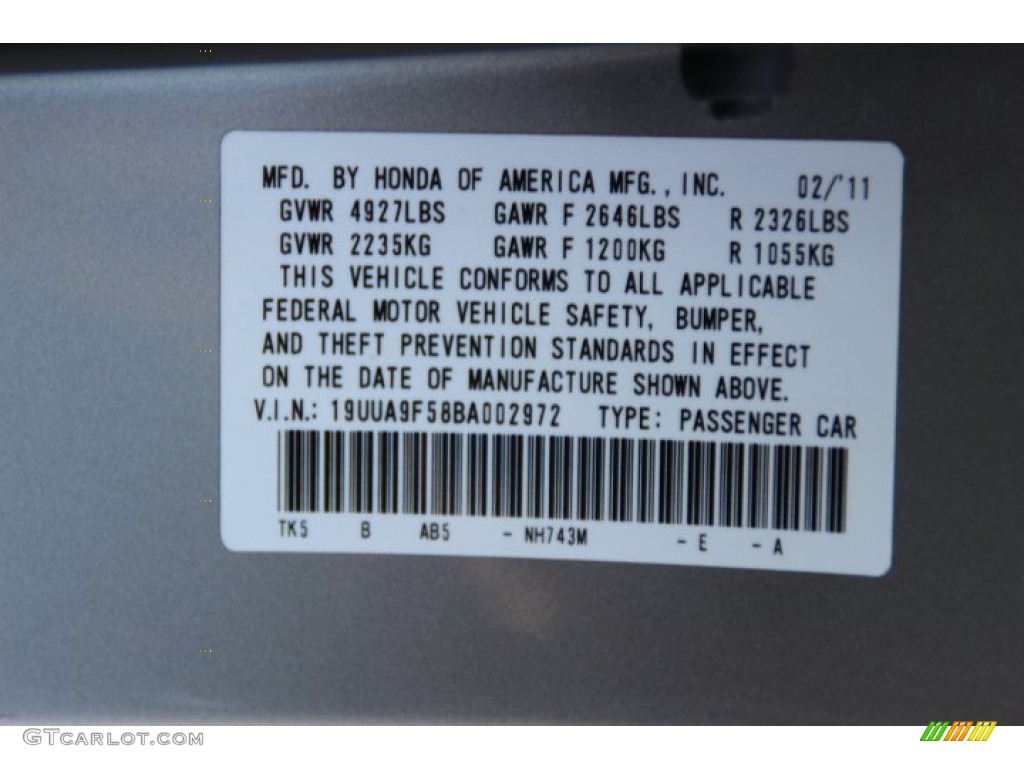 MFD. BY HONDA OF AMERICA MFG., INC. 02/'11
GVWR 4927LBS GAWR F 2646LBS R 2326LBS
GVWR 2235KG GAWR F 1200KG R 1055KG
THIS VEHICLE CONFORMS TO ALL APPLICABLE
FEDERAL MOTOR VEHICLE SAFETY, BUMPER,
AND THEFT PREVENTION STANDARDS IN EFFECT
ON THE DATE OF MANUFACTURE SHOWN ABOVE.
V.I.N.: 19UUA9F58BA002972 TYPE: PASSENGER CAR
TK5 B AB5 - NH743M - E - A
GTCarlot.com